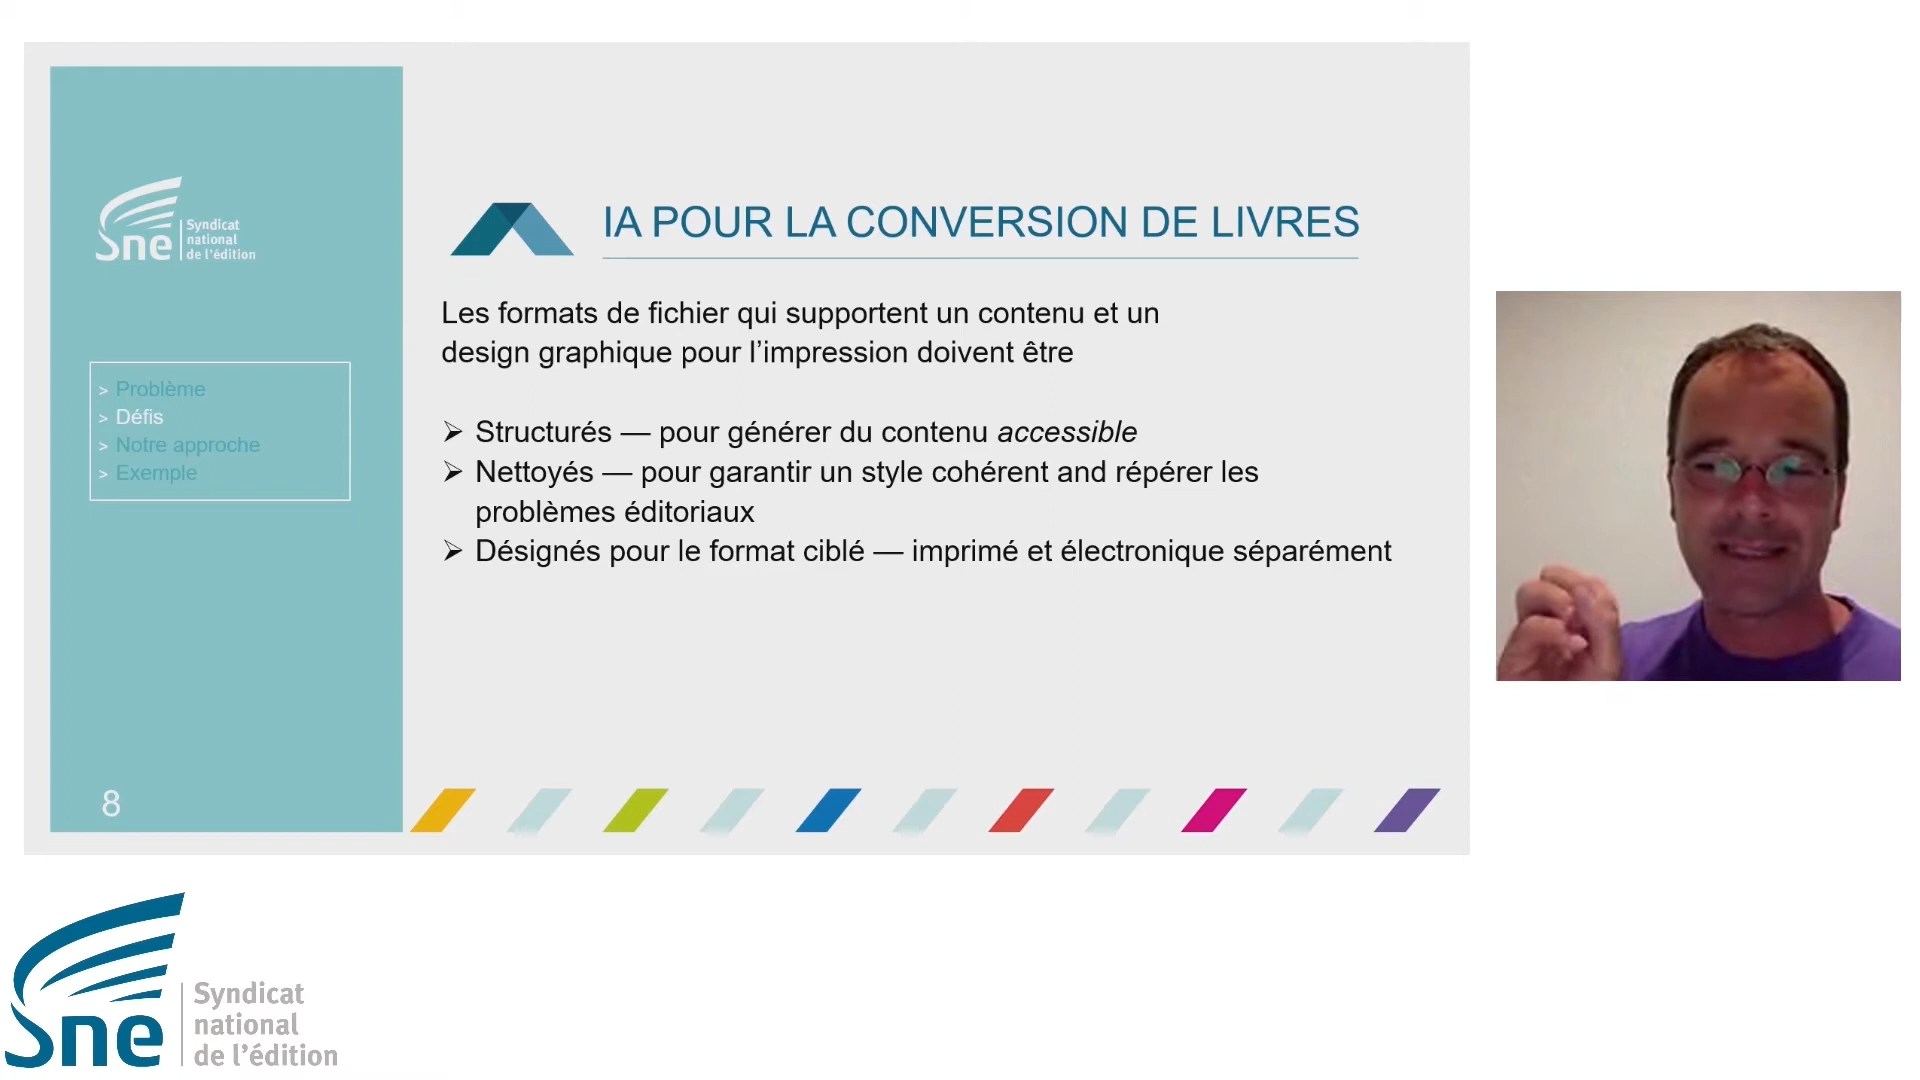 Syndicat
national
de l'édition
Sne
> Problème
> Défis
> Notre approche
> Exemple
8
IA POUR LA CONVERSION DE LIVRES
Les formats de fichier qui supportent un contenu et un
design graphique pour l’impression doivent être
➢ Structurés — pour générer du contenu accessible
➢ Nettoyés — pour garantir un style cohérent and répérer les
problèmes éditoriaux
➢ Désignés pour le format ciblé — imprimé et électronique séparément
Sne
Syndicat
national
de l'édition